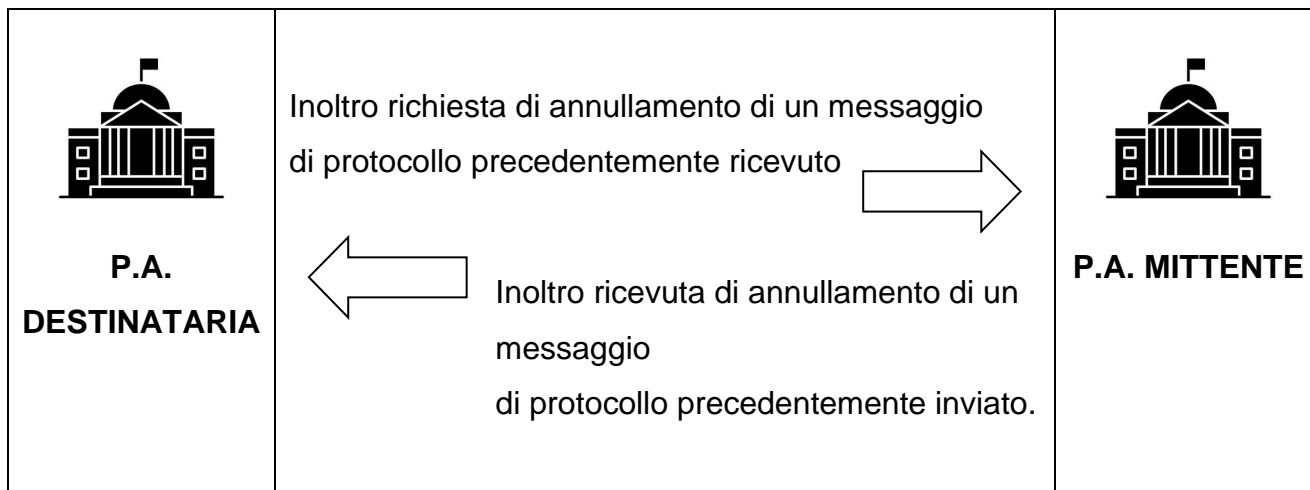 P.A.
DESTINATARIA
Inoltro richiesta di annullamento di un messaggio
di protocollo precedentemente ricevuto
Inoltro ricevuta di annullamento di un
messaggio
di protocollo precedentemente inviato.
P.A. MITTENTE